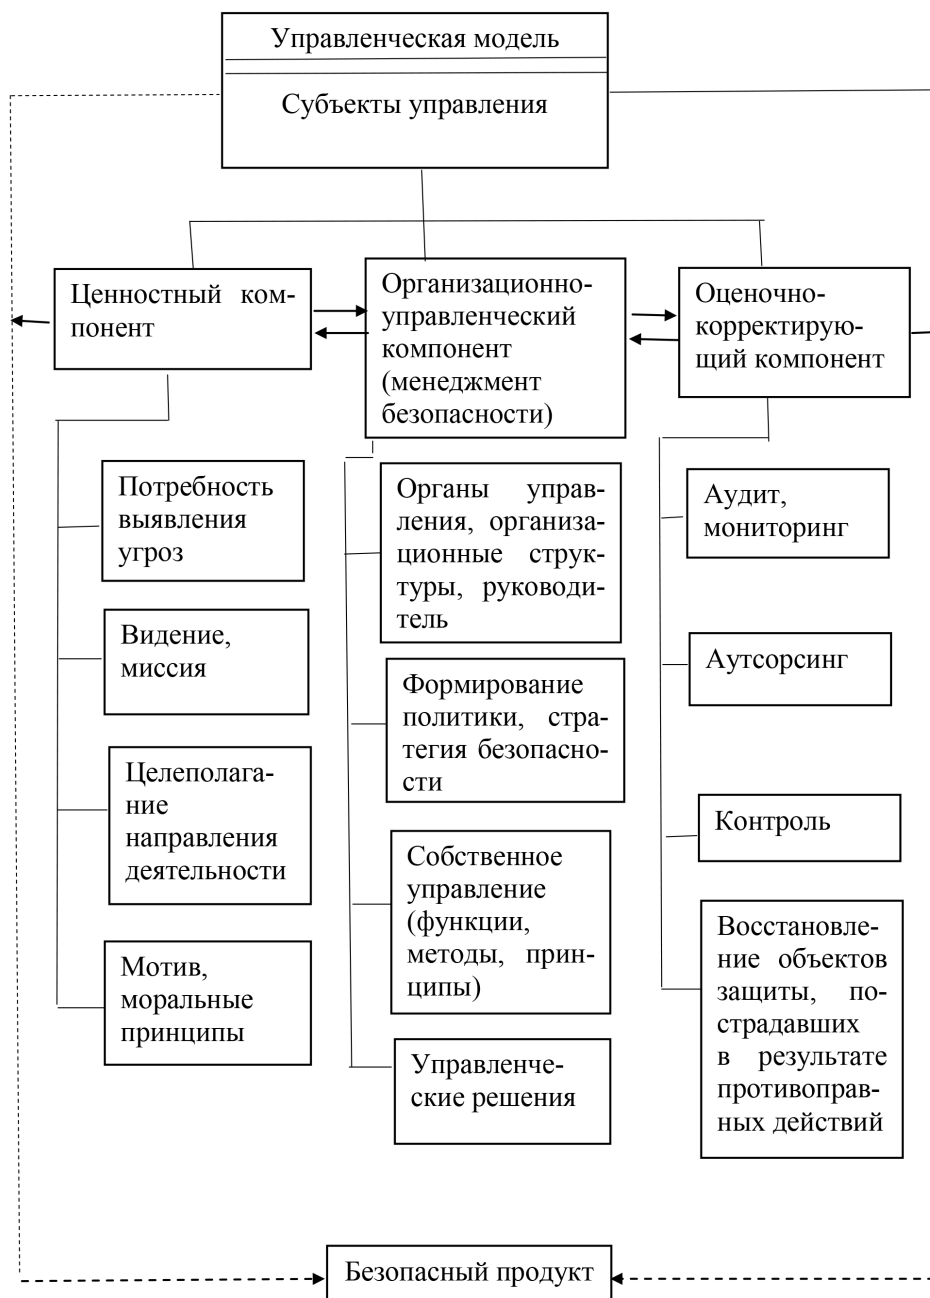 Управленческая модель
Субъекты управления
Ценностный ком-
понент
Организационно-
управленческий
компонент
(менеджмент
безопасности)
Оценочно-
корректирую-
щий компонент
Потребность
выявления
угроз
Видение,
миссия
Целеполага-
ние
направления
деятельности
Мотив,
моральные
принципы
Органы управ-
ления, организа-
ционные струк-
туры, руководи-
тель
Формирование
политики, стра-
тегия безопасно-
сти
Собственное
управление
(функции,
методы, прин-
ципы)
Управленче-
ские решения
Аудит,
мониторинг
Аутсорсинг
Контроль
Восстановле-
ние объектов
защиты, по-
страдавших
в результате
противоправ-
ных действий
Безопасный продукт